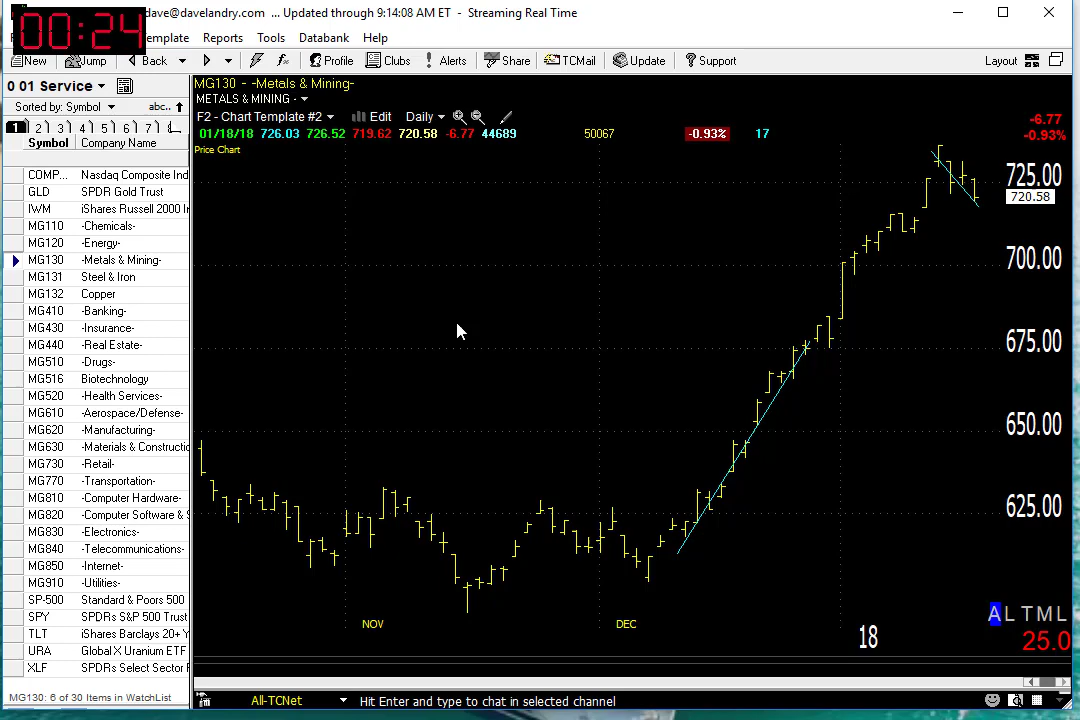 00:24
dave@davelandry.com ... Updated through 9:14:08 AM ET - Streaming Real Time
emplate Reports Tools Databank Help
New Jump Back Profile Clubs Alerts Share TCMail Update Support Layout
0 01 Service
Sorted by: Symbol abc..
1 2 3 4 5 6 7
Symbol Company Name
COMP... Nasdaq Composite Ind
GLD SPDR Gold Trust
IWM iShares Russell 2000 Ir
MG110 -Chemicals-
MG120 -Energy-
MG130 -Metals & Mining-
MG131 Steel & Iron
MG132 Copper
MG410 -Banking-
MG430 -Insurance-
MG440 -Real Estate-
MG510 -Drugs-
MG516 Biotechnology
MG520 -Health Services-
MG610 -Aerospace/Defense-
MG620 -Manufacturing-
MG630 -Materials & Constructic
MG730 -Retail-
MG770 -Transportation-
MG810 -Computer Hardware-
MG820 -Computer Software & S
MG830 -Electronics-
MG840 -Telecommunications-
MG850 -Internet-
MG910 -Utilities-
SP-500 Standard & Poors 500
SPY SPDRs S&P 500 Trust
TLT iShares Barclays 20+ Y
URA Global X Uranium ETF
XLF SPDRs Select Sector F
MG130: 6 of 30 Items in WatchList
MG130 - -Metals & Mining-
METALS & MINING -
F2 - Chart Template #2 Edit Daily
01/18/18 726.03 726.52 719.62 720.58 -6.77 44689 50067 -0.93% 17
-6.77
-0.93%
Price Chart
725.00
720.58
700.00
675.00
650.00
625.00
NOV DEC 18
A L T M L
25.0
All-TCNet Hit Enter and type to chat in selected channel